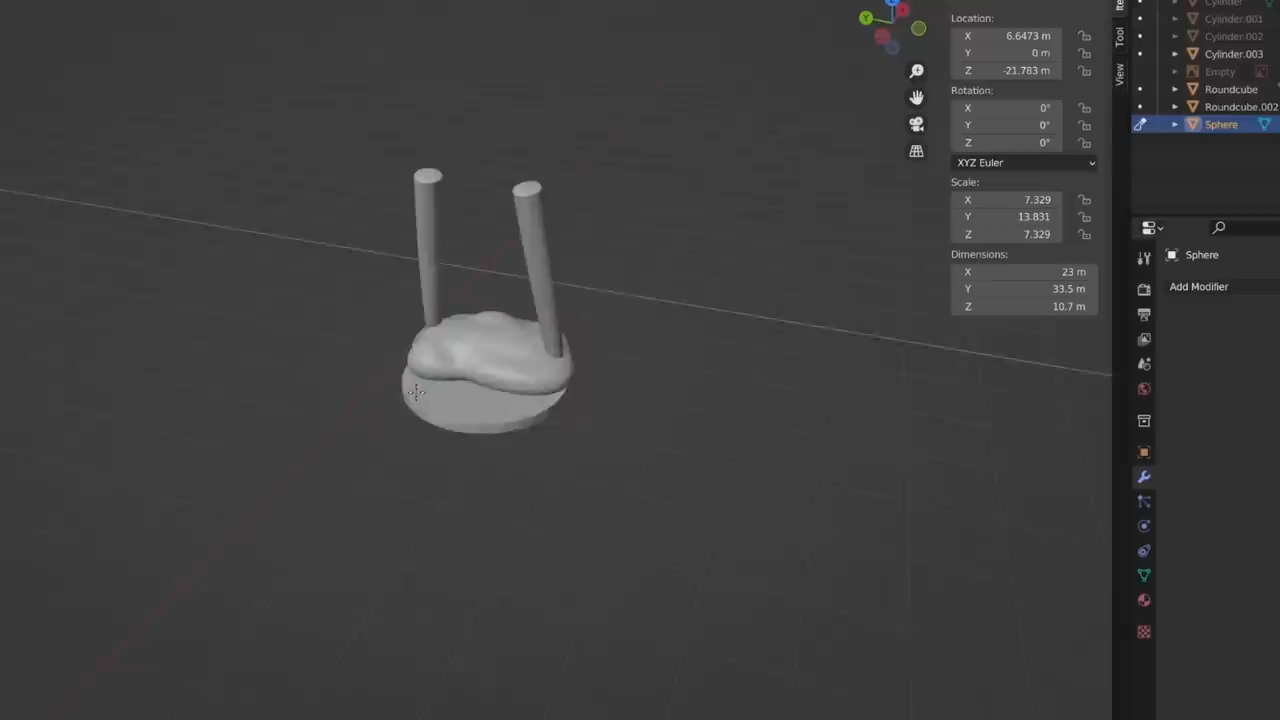 Cylinder
Location:
X 6.6473 m
Y 0 m
Z -21.783 m
Rotation:
X 0°
Y 0°
Z 0°
XYZ Euler
Scale:
X 7.329
Y 13.831
Z 7.329
Dimensions:
X 23 m
Y 33.5 m
Z 10.7 m
Y
Tool
View
Cylinder.001
Cylinder.002
Cylinder.003
Empty
Roundcube
Roundcube.002
Sphere
Sphere
Add Modifier